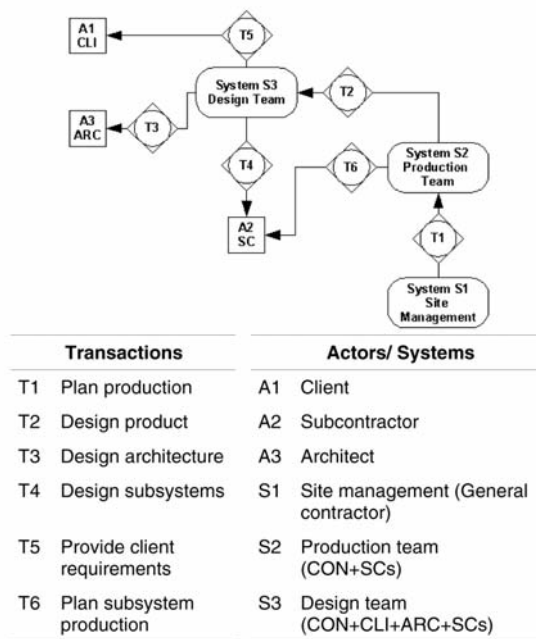 A1
CLI
T5
System S3
Design Team
T2
A3
ARC
T3
T4
T6
System S2
Production
Team
A2
SC
T1
System S1
Site
Management
Transactions
Actors/ Systems
T1 Plan production
A1 Client
T2 Design product
A2 Subcontractor
T3 Design architecture
A3 Architect
T4 Design subsystems
S1 Site management (General
contractor)
T5 Provide client
requirements
S2 Production team
(CON+SCs)
T6 Plan subsystem
production
S3 Design team
(CON+CLI+ARC+SCs)